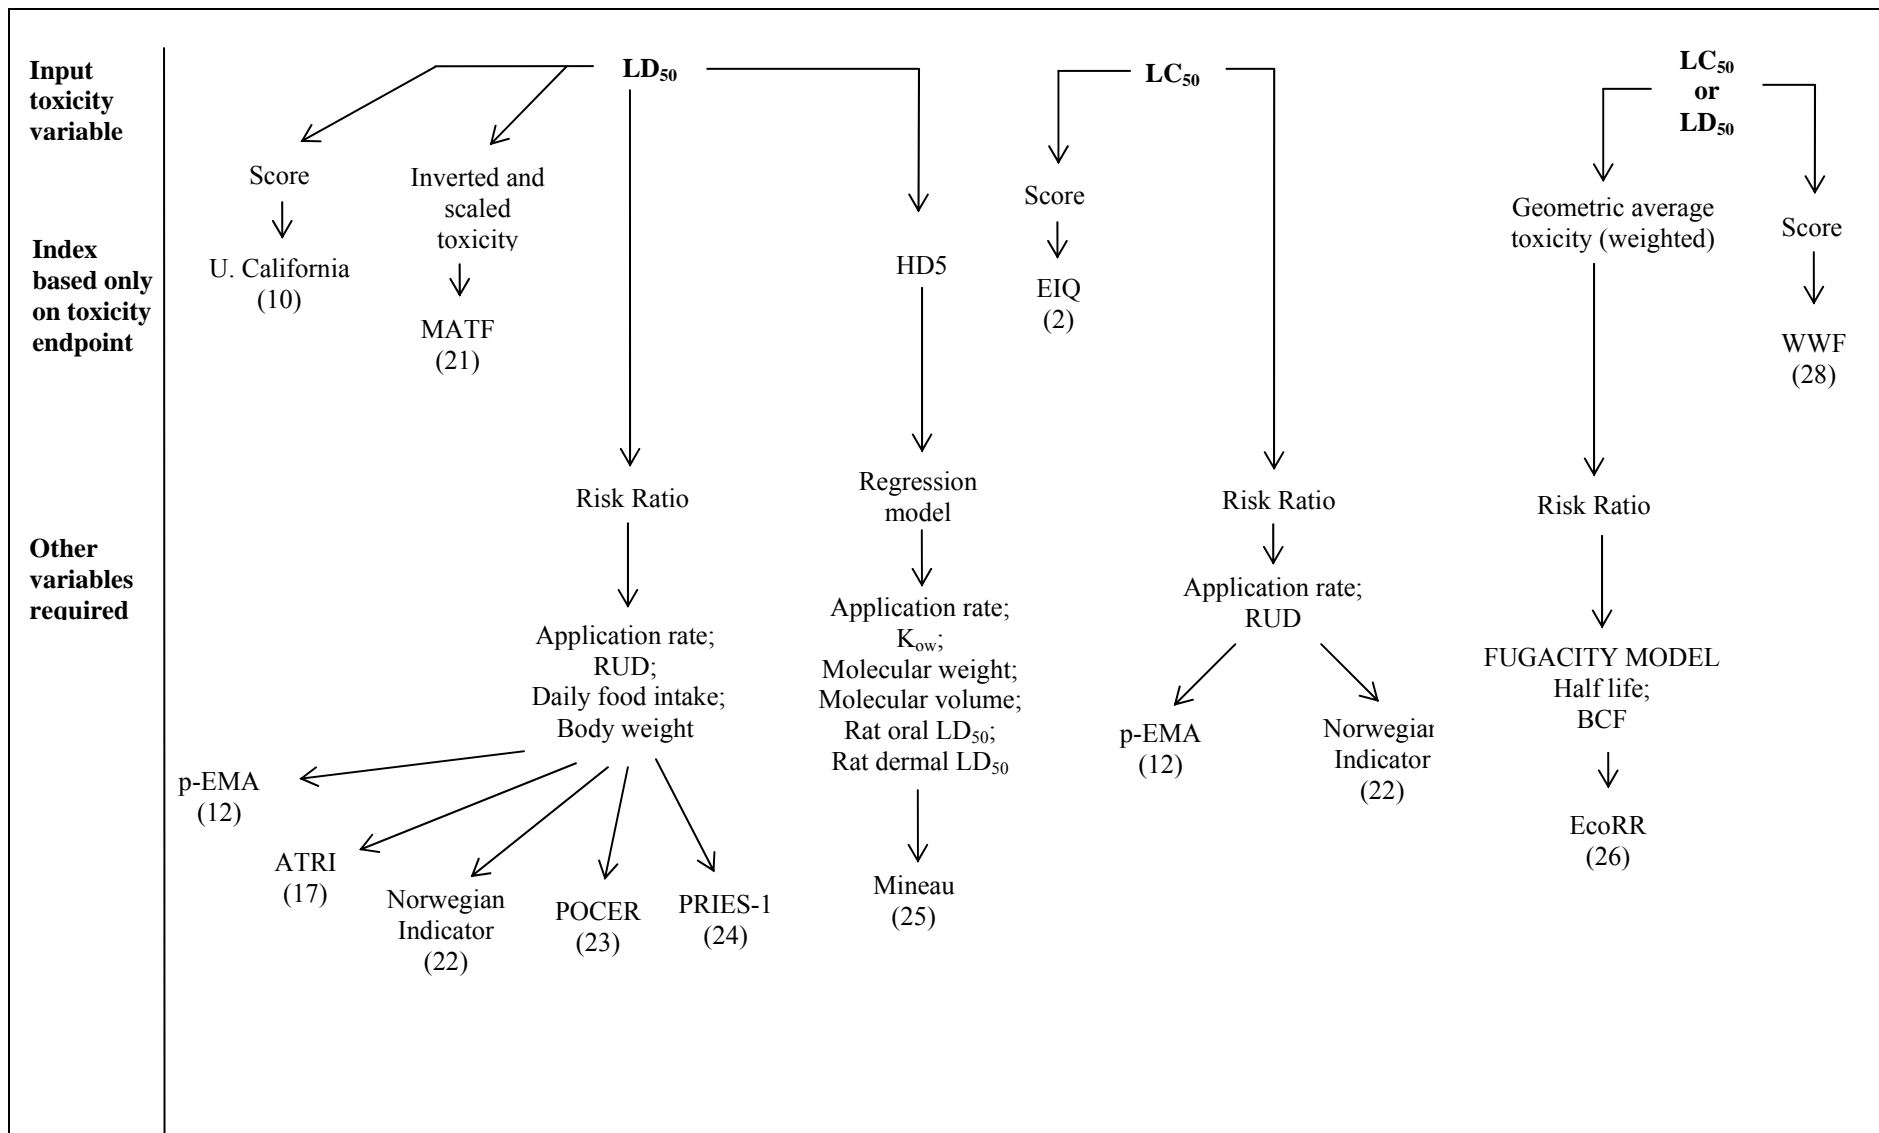 Input
toxicity
variable
Index
based only
on toxicity
endpoint
Other
variables
required
LD50
Score
U. California
(10)
Inverted and
scaled
toxicity
MATF
(21)
Risk Ratio
Application rate;
RUD;
Daily food intake;
Body weight
p-EMA
(12)
ATRI
(17)
Norwegian
Indicator
(22)
POCER
(23)
PRIES-1
(24)
HD5
Regression
model
Application rate;
Kow;
Molecular weight;
Molecular volume;
Rat oral LD50;
Rat dermal LD50
Mineau
(25)
LC50
Score
EIQ
(2)
Risk Ratio
Application rate;
RUD
p-EMA
(12)
Norwegian
Indicator
(22)
LC50
or
LD50
Geometric average
toxicity (weighted)
Risk Ratio
FUGACITY MODEL
Half life;
BCF
EcoRR
(26)
Score
WWF
(28)